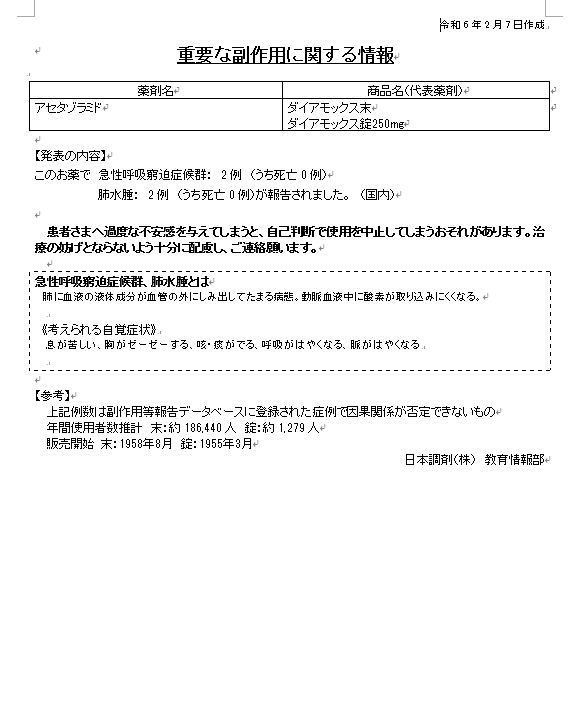 令和６年２月７日作成
重要な副作用に関する情報
薬剤名
商品名（代表薬剤）
アセタゾラミド
ダイアモックス末
ダイアモックス錠250mg
【発表の内容】
このお薬で 急性呼吸窮迫症候群： ２例 （うち死亡０例）
肺水腫： ２例 （うち死亡０例）が報告されました。 （国内）
患者さまへ過度な不安感を与えてしまうと、自己判断で使用を中止してしまうおそれがあります。治
療の妨げとならないよう十分に配慮し、ご連絡願います。
急性呼吸窮迫症候群、肺水腫とは
肺に血液の液体成分が血管の外にしみ出してたまる病態。動脈血液中に酸素が取り込みにくくなる。
《考えられる自覚症状》
息が苦しい、胸がゼーゼーする、咳・痰がでる、呼吸がはやくなる、脈がはやくなる
【参考】
上記例数は副作用等報告データベースに登録された症例で因果関係が否定できないもの
年間使用者数推計 末：約 186,440 人 錠：約 1,279 人
販売開始 末：1958年8月 錠：1955年3月
日本調剤（株） 教育情報部